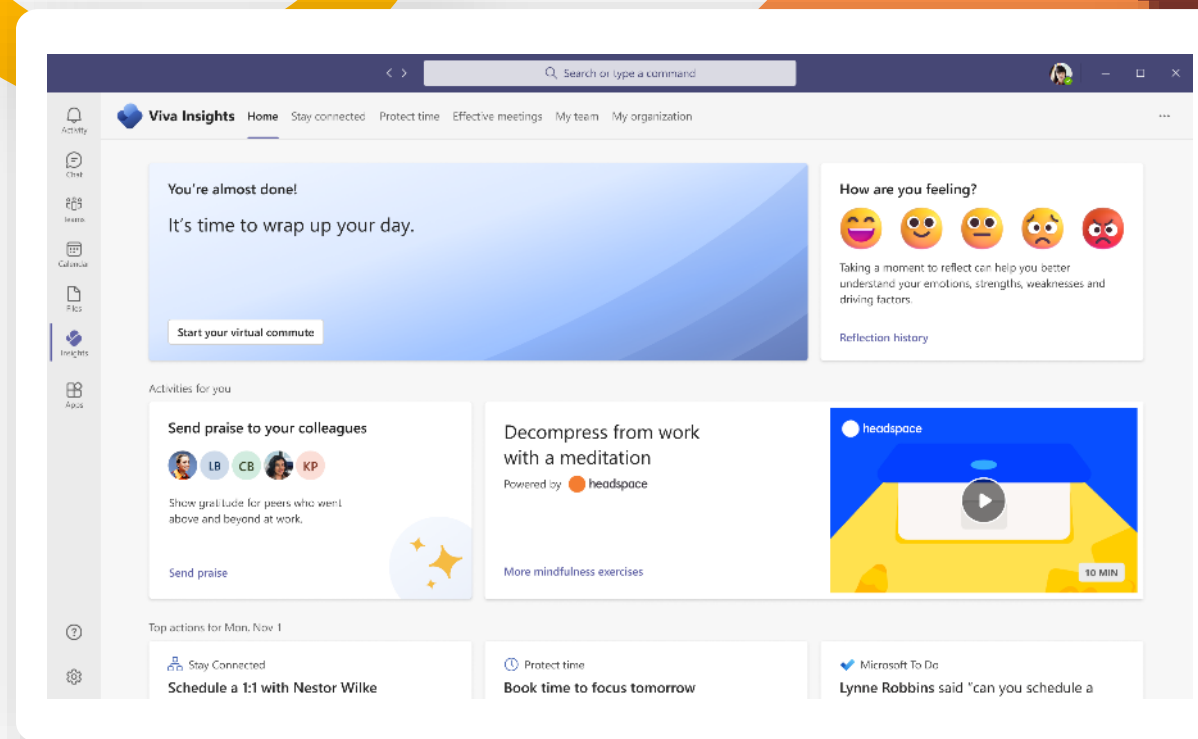 Search or type a command
Activity
Chat
Teams
Calendar
Files
Insights
Apps
Viva Insights Home Stay connected Protect time Effective meetings My team My organization
You're almost done!
It's time to wrap up your day.
Start your virtual commute
How are you feeling?
Taking a moment to reflect can help you better
understand your emotions, strengths, weaknesses and
driving factors.
Reflection history
Activities for you
Send praise to your colleagues
LB CB KP
Show gratitude for peers who went
above and beyond at work.
Send praise
Decompress from work
with a meditation
Powered by headspace
More mindfulness exercises
headspace
10 MIN
Top actions for Mon, Nov 1
Stay Connected
Schedule a 1:1 with Nestor Wilke
Protect time
Book time to focus tomorrow
Microsoft To Do
Lynne Robbins said "can you schedule a